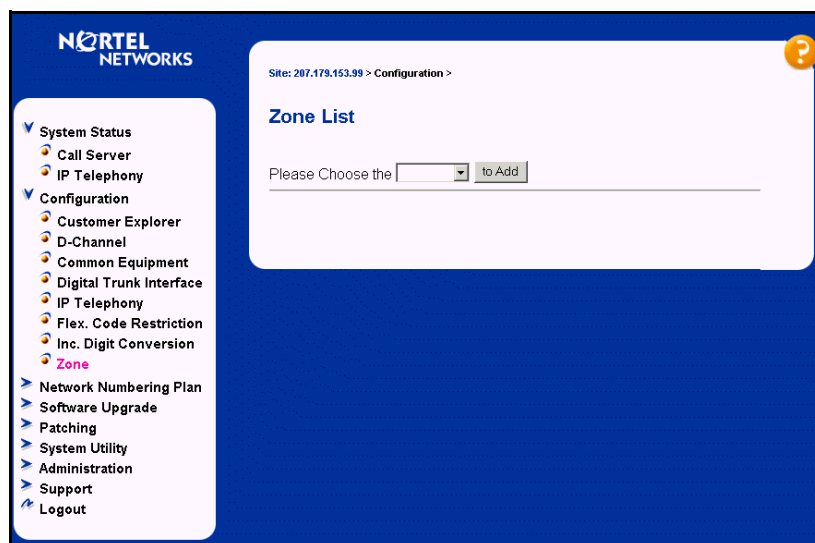 NORTEL
NETWORKS
System Status
Call Server
IP Telephony
Configuration
Customer Explorer
D-Channel
Common Equipment
Digital Trunk Interface
IP Telephony
Flex. Code Restriction
Inc. Digit Conversion
Zone
Network Numbering Plan
Software Upgrade
Patching
System Utility
Administration
Support
Logout
?
Site: 207.179.153.99 > Configuration >
Zone List
Please Choose the to Add